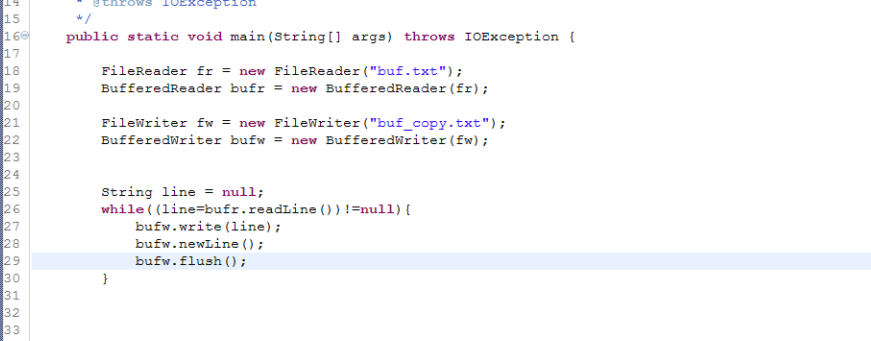 14 * @throws IOException
15 */
16 public static void main(String[] args) throws IOException {
17
18 FileReader fr = new FileReader("buf.txt");
19 BufferedReader bufr = new BufferedReader(fr);
20
21 FileWriter fw = new FileWriter("buf_copy.txt");
22 BufferedWriter bufw = new BufferedWriter(fw);
23
24
25 String line = null;
26 while((line=bufr.readLine())!=null){
27 bufw.write(line);
28 bufw.newLine();
29 bufw.flush();
30 }
31
32
33